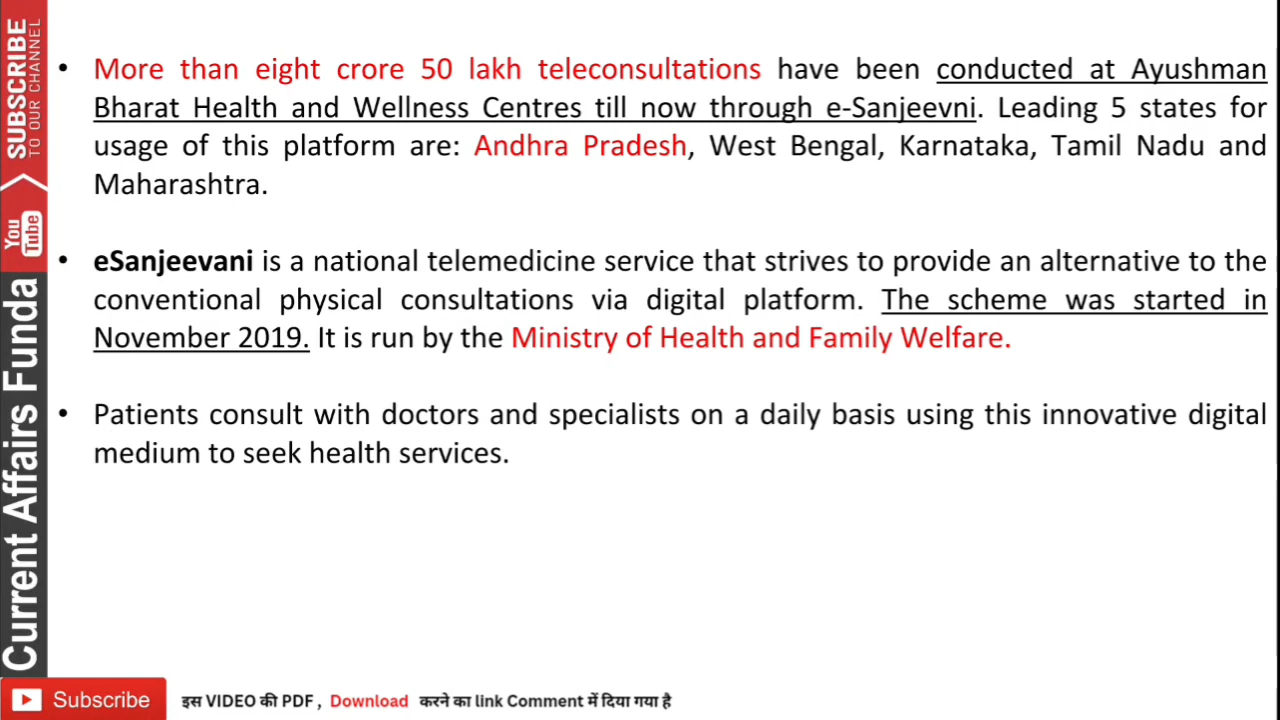 • More than eight crore 50 lakh teleconsultations have been conducted at Ayushman
Bharat Health and Wellness Centres till now through e-Sanjeevni. Leading 5 states for
usage of this platform are: Andhra Pradesh, West Bengal, Karnataka, Tamil Nadu and
Maharashtra.
• eSanjeevani is a national telemedicine service that strives to provide an alternative to the
conventional physical consultations via digital platform. The scheme was started in
November 2019. It is run by the Ministry of Health and Family Welfare.
• Patients consult with doctors and specialists on a daily basis using this innovative digital
medium to seek health services.
SUBSCRIBE
TO OUR CHANNEL
You
Tube
Current Affairs Funda
Subscribe
इस VIDEO की PDF , Download करने का link Comment में दिया गया है